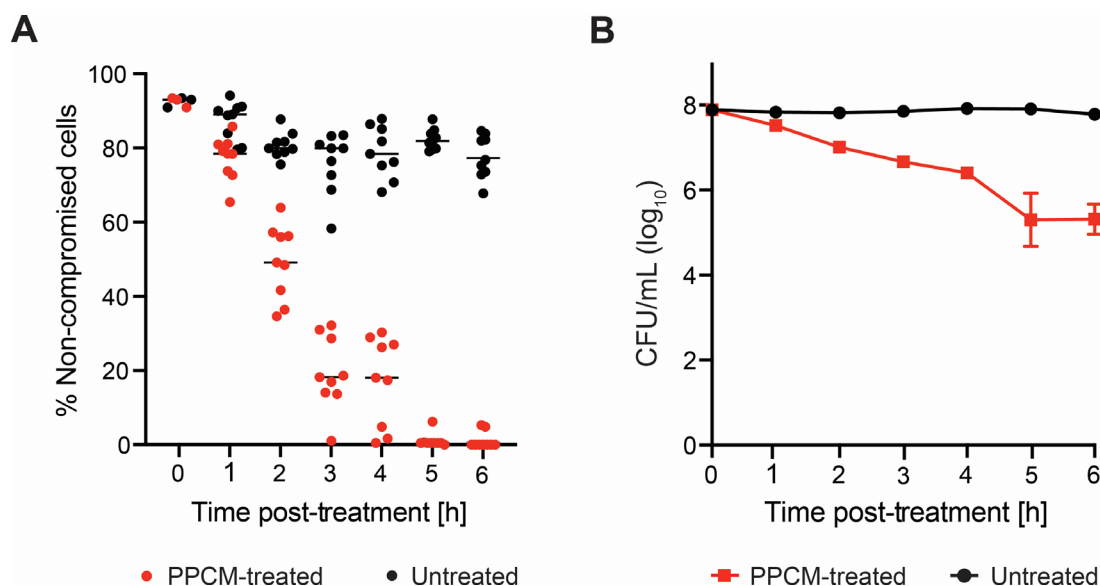 A
% Non-compromised cells
100
80
60
40
20
0
0 1 2 3 4 5 6
Time post-treatment [h]
PPCM-treated Untreated
B
CFU/mL (log10)
8
6
4
2
0
0 1 2 3 4 5 6
Time post-treatment [h]
PPCM-treated Untreated